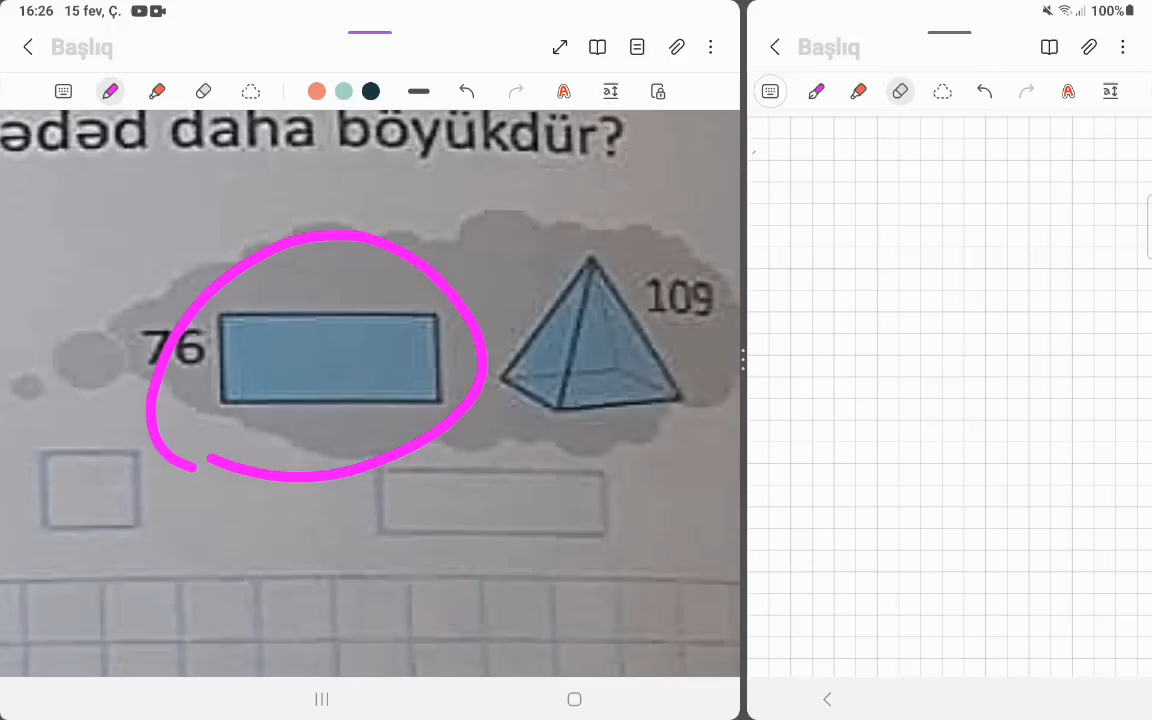 16:26 15 fev, Ç.
100%
Başlıq
Başlıq
ədəd daha böyükdür?
109
76